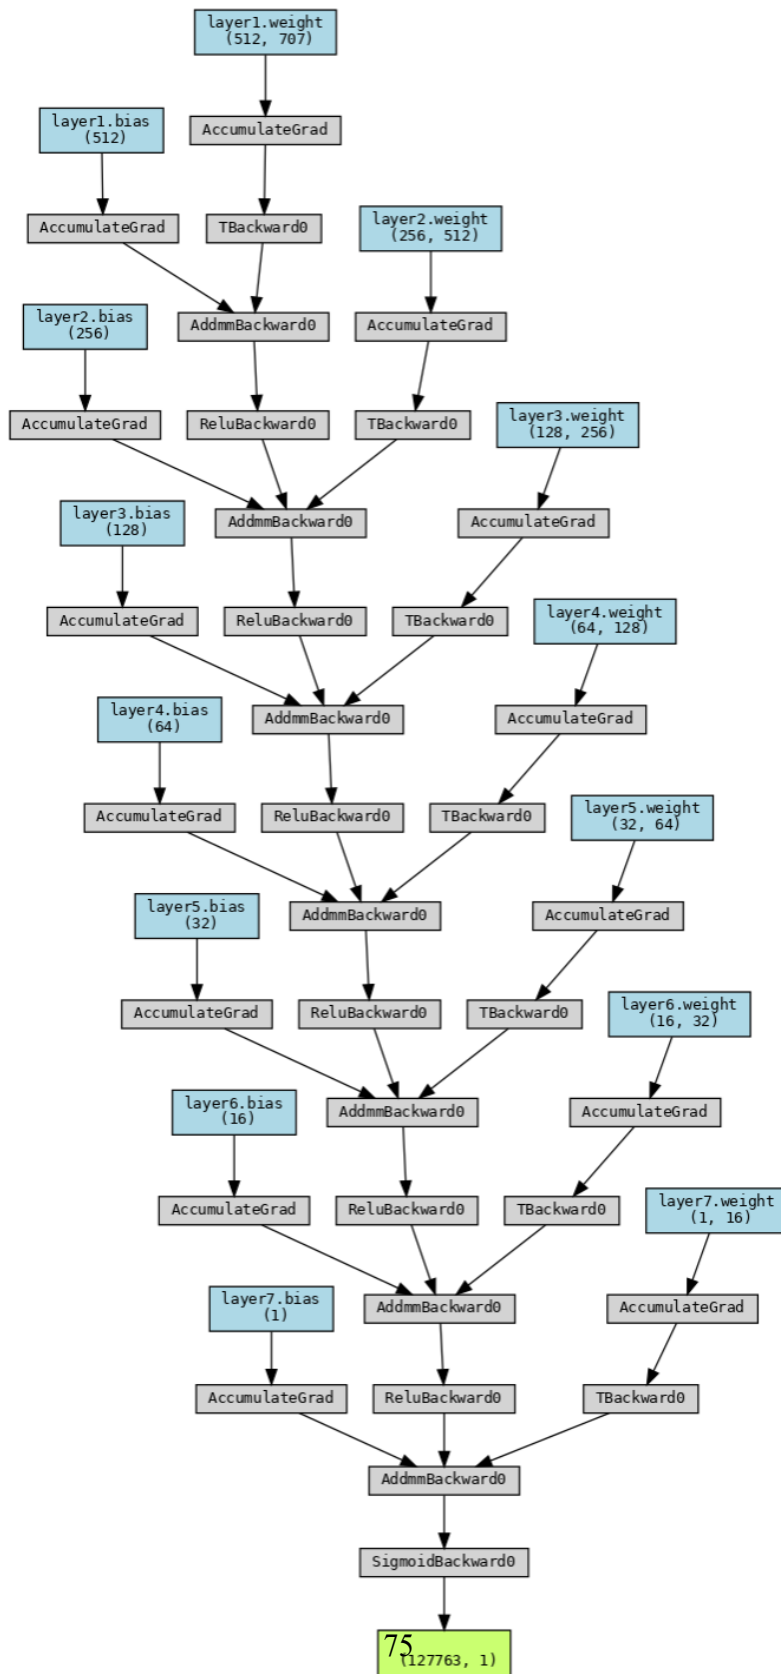 layer1.weight
(512, 707)
layer1.bias
(512)
AccumulateGrad
AccumulateGrad
TBackward0
layer2.weight
(256, 512)
layer2.bias
(256)
AddmmBackward0
AccumulateGrad
AccumulateGrad
ReluBackward0
TBackward0
layer3.weight
(128, 256)
layer3.bias
(128)
AddmmBackward0
AccumulateGrad
AccumulateGrad
ReluBackward0
TBackward0
layer4.weight
(64, 128)
layer4.bias
(64)
AddmmBackward0
AccumulateGrad
AccumulateGrad
ReluBackward0
TBackward0
layer5.weight
(32, 64)
layer5.bias
(32)
AddmmBackward0
AccumulateGrad
AccumulateGrad
ReluBackward0
TBackward0
layer6.weight
(16, 32)
layer6.bias
(16)
AddmmBackward0
AccumulateGrad
AccumulateGrad
ReluBackward0
TBackward0
layer7.weight
(1, 16)
layer7.bias
(1)
AddmmBackward0
AccumulateGrad
AccumulateGrad
ReluBackward0
TBackward0
AddmmBackward0
SigmoidBackward0
75
(127763, 1)